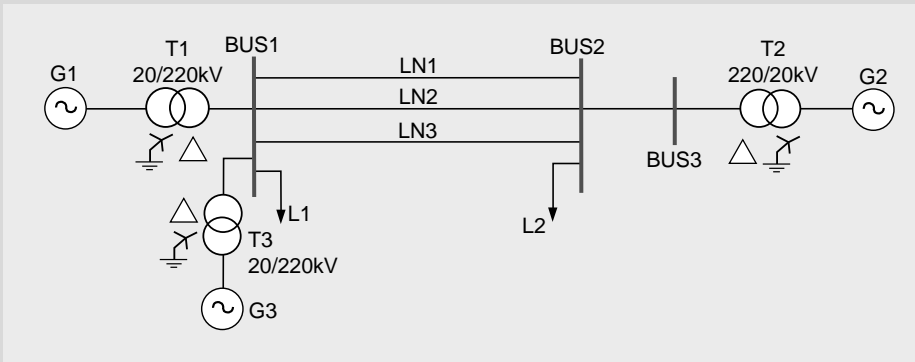 BUS1
BUS2
T1
T2
20/220kV
220/20kV
G1
LN1
G2
LN2
LN3
BUS3
L1
L2
T3
20/220kV
G3